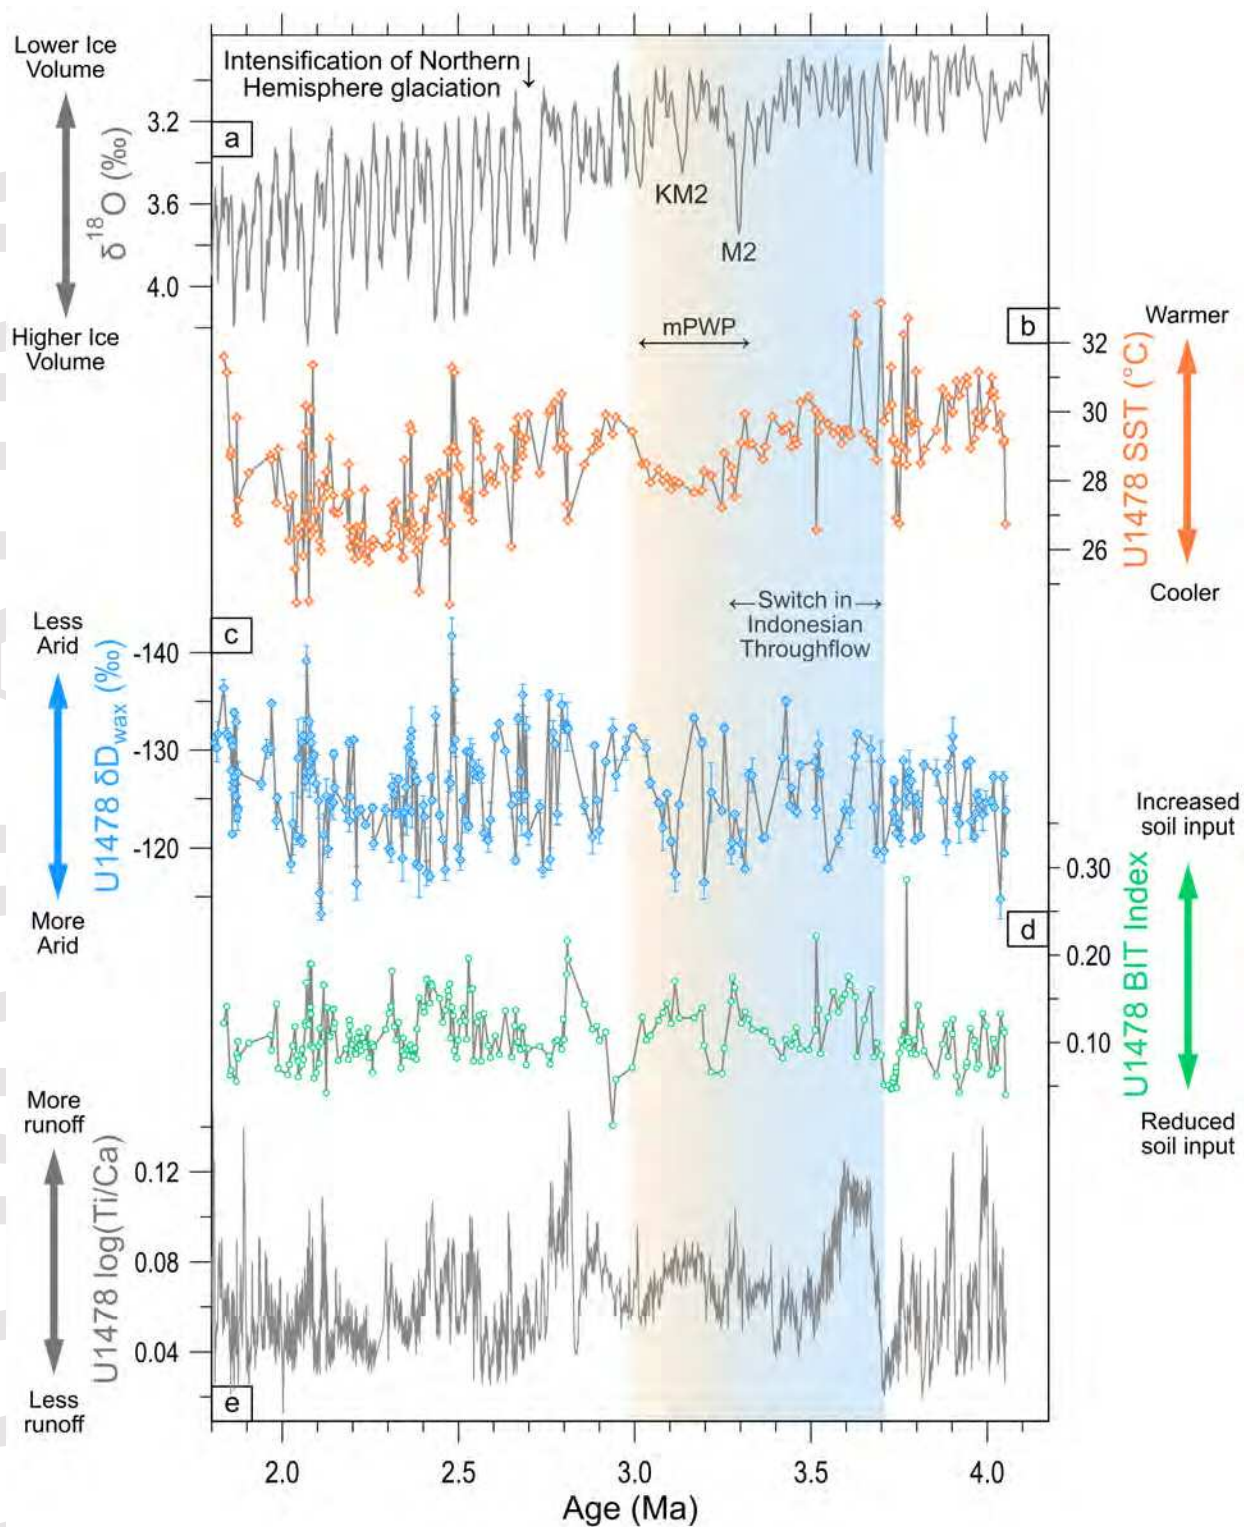 Lower Ice
Volume
Higher Ice
Volume
δ18O (‰)
3.2
3.6
4.0
a
Intensification of Northern
Hemisphere glaciation
↓
KM2
M2
mPWP
b
32
30
28
26
U1478 SST (°C)
Warmer
Cooler
←Switch in→
Indonesian
Throughflow
Less
Arid
More
Arid
U1478 δDwax (‰)
c
-140
-130
-120
d
0.30
0.20
0.10
U1478 BIT Index
Increased
soil input
Reduced
soil input
More
runoff
Less
runoff
U1478 log(Ti/Ca)
0.12
0.08
0.04
e
2.0 2.5 3.0 3.5 4.0
Age (Ma)